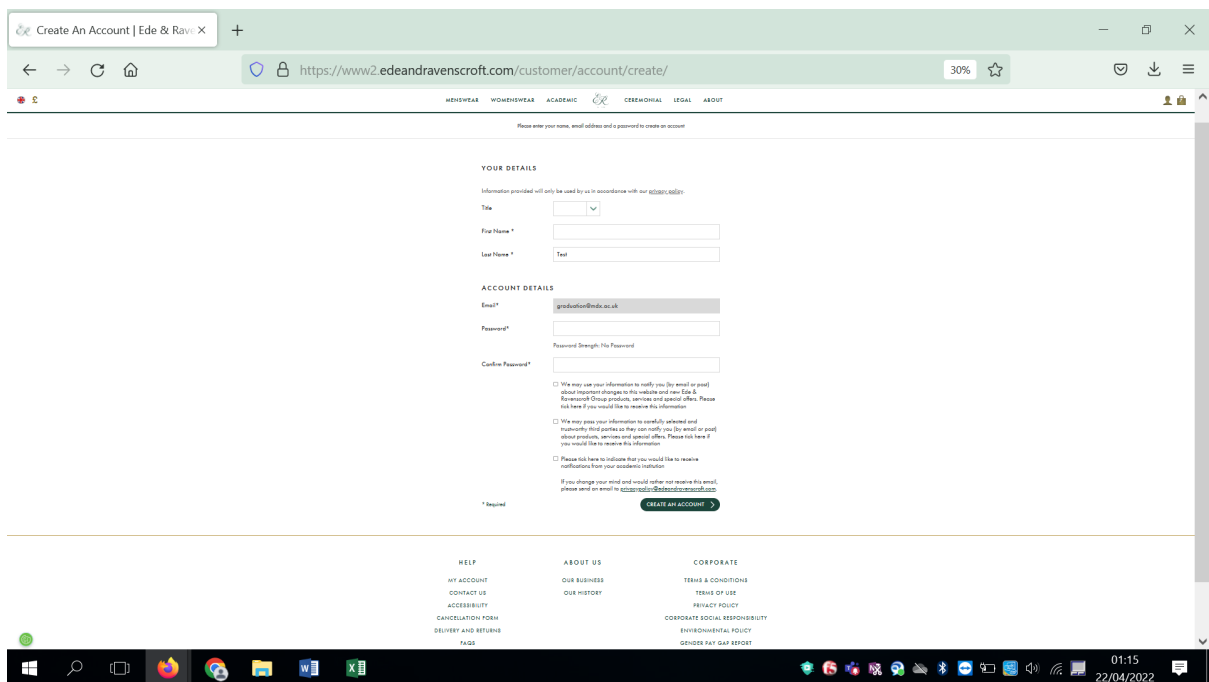 Create An Account | Ede & Rave
https://www2.edeandravenscroft.com/customer/account/create/
30%
£
MENSWEAR WOMENSWEAR ACADEMIC ER CEREMONIAL LEGAL ABOUT
Please enter your name, email address and a password to create an account
YOUR DETAILS
Information provided will only be used by us in accordance with our privacy policy.
Title
First Name *
Last Name * Test
ACCOUNT DETAILS
Email* graduation@mdx.ac.uk
Password*
Password Strength: No Password
Confirm Password*
We may use your information to notify you (by email or post)
about important changes to this website and new Ede &
Ravenscroft Group products, services and special offers. Please
tick here if you would like to receive this information
We may pass your information to carefully selected and
trustworthy third parties so they can notify you (by email or post)
about products, services and special offers. Please tick here if
you would like to receive this information
Please tick here to indicate that you would like to receive
notifications from your academic institution
If you change your mind and would rather not receive this email,
please send an email to privacypolicy@edeandravenscroft.com.
* Required CREATE AN ACCOUNT
HELP ABOUT US CORPORATE
MY ACCOUNT OUR BUSINESS TERMS & CONDITIONS
CONTACT US OUR HISTORY TERMS OF USE
ACCESSIBILITY PRIVACY POLICY
CANCELLATION FORM CORPORATE SOCIAL RESPONSIBILITY
DELIVERY AND RETURNS ENVIRONMENTAL POLICY
FAQS GENDER PAY GAP REPORT
01:15
22/04/2022